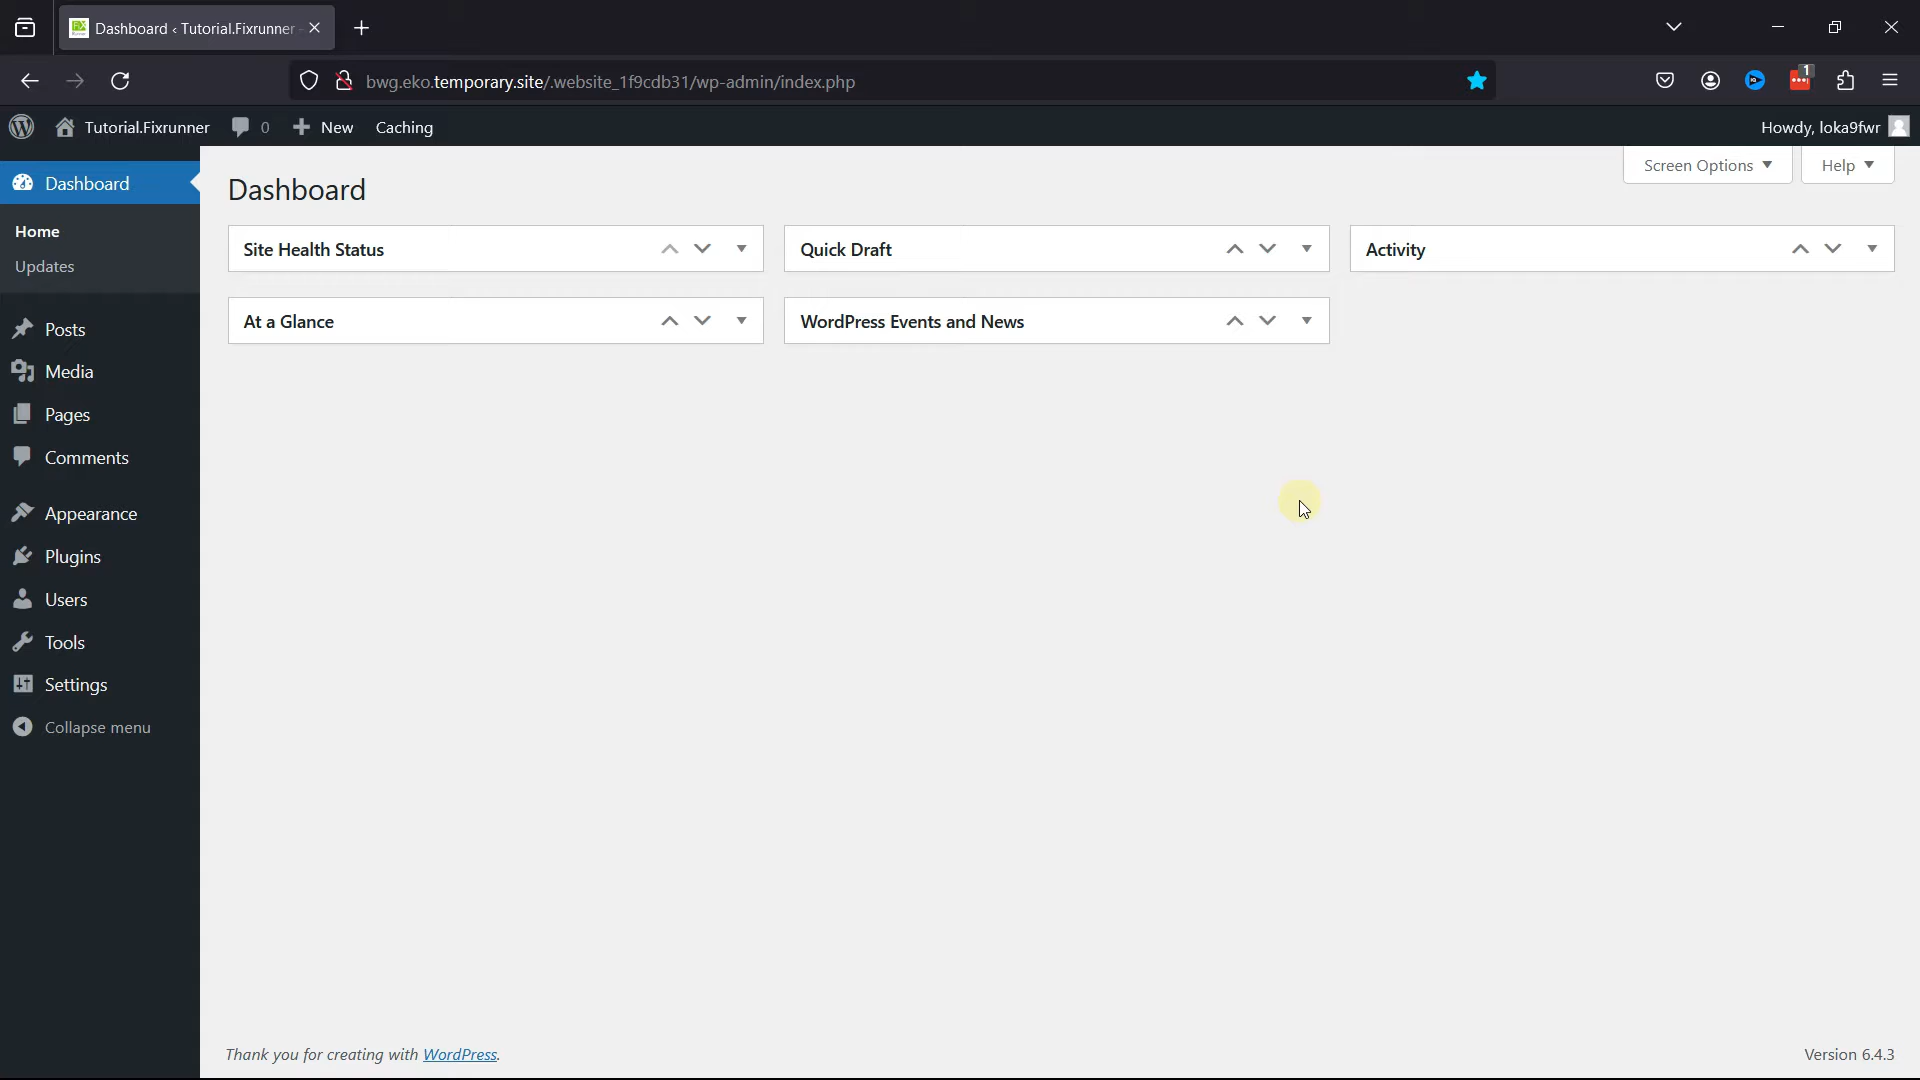 Dashboard ‹ Tutorial.Fixrunner
bwg.eko.temporary.site/.website_1f9cdb31/wp-admin/index.php
1
Tutorial.Fixrunner 0 New Caching Howdy, loka9fwr
Screen Options Help
Dashboard
Home
Updates
Posts
Media
Pages
Comments
Appearance
Plugins
Users
Tools
Settings
Collapse menu
Dashboard
Site Health Status
Quick Draft
Activity
At a Glance
WordPress Events and News
Thank you for creating with WordPress.
Version 6.4.3